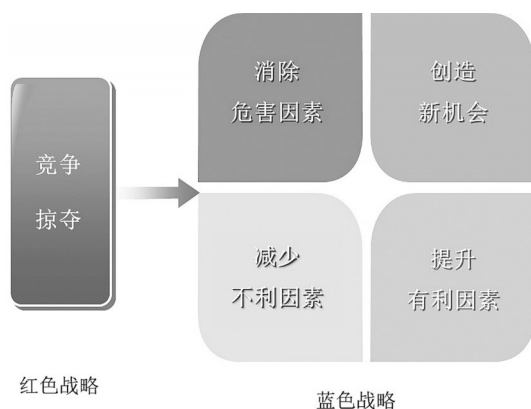 竞争
掠夺
消除
危害因素
创造
新机会
减少
不利因素
提升
有利因素
红色战略
蓝色战略